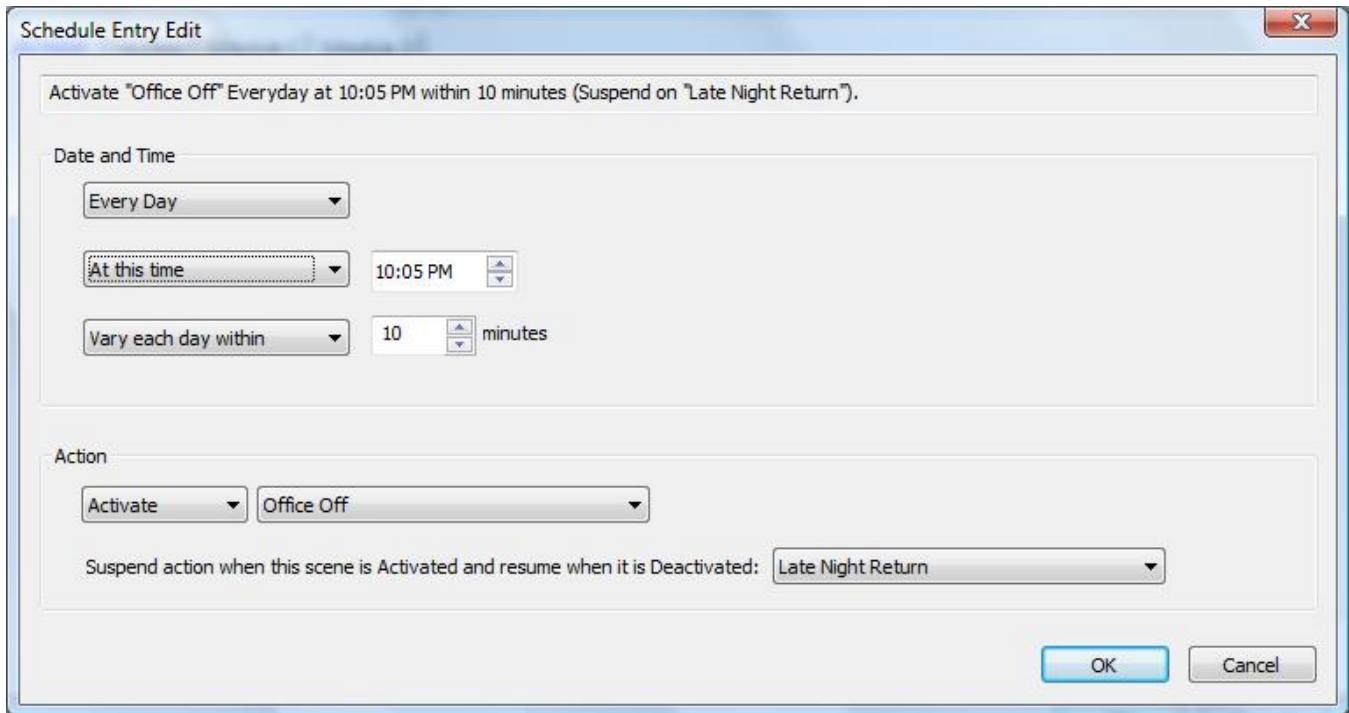 Schedule Entry Edit
Activate "Office Off" Everyday at 10:05 PM within 10 minutes (Suspend on "Late Night Return").
Date and Time
Every Day
At this time 10:05 PM
Vary each day within 10 minutes
Action
Activate Office Off
Suspend action when this scene is Activated and resume when it is Deactivated: Late Night Return
OK Cancel